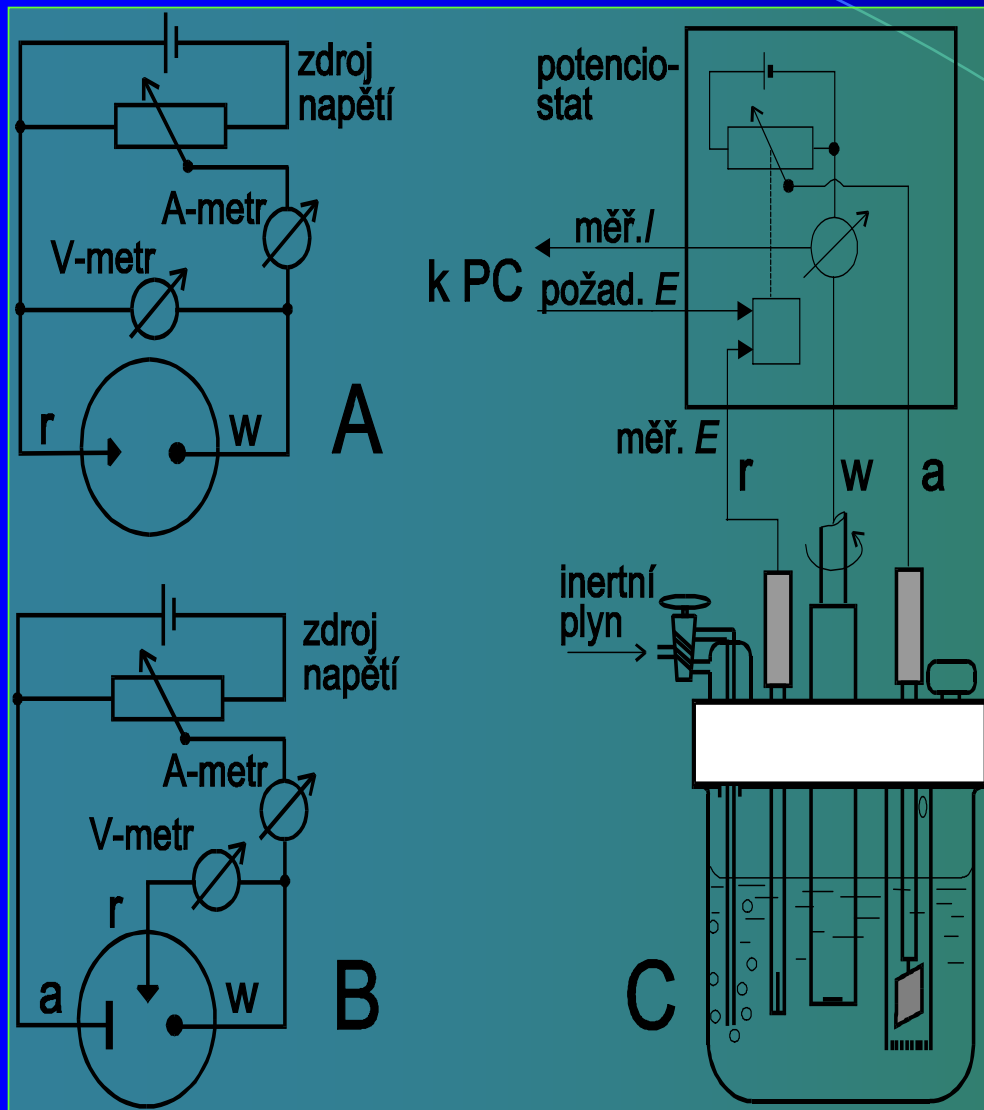 zdroj
napětí
A-metr
V-metr
r
w
A
zdroj
napětí
A-metr
V-metr
r
a
w
B
potencio-
stat
měř.I
k PC
požad. E
měř. E
r
w
a
inertní
plyn
C